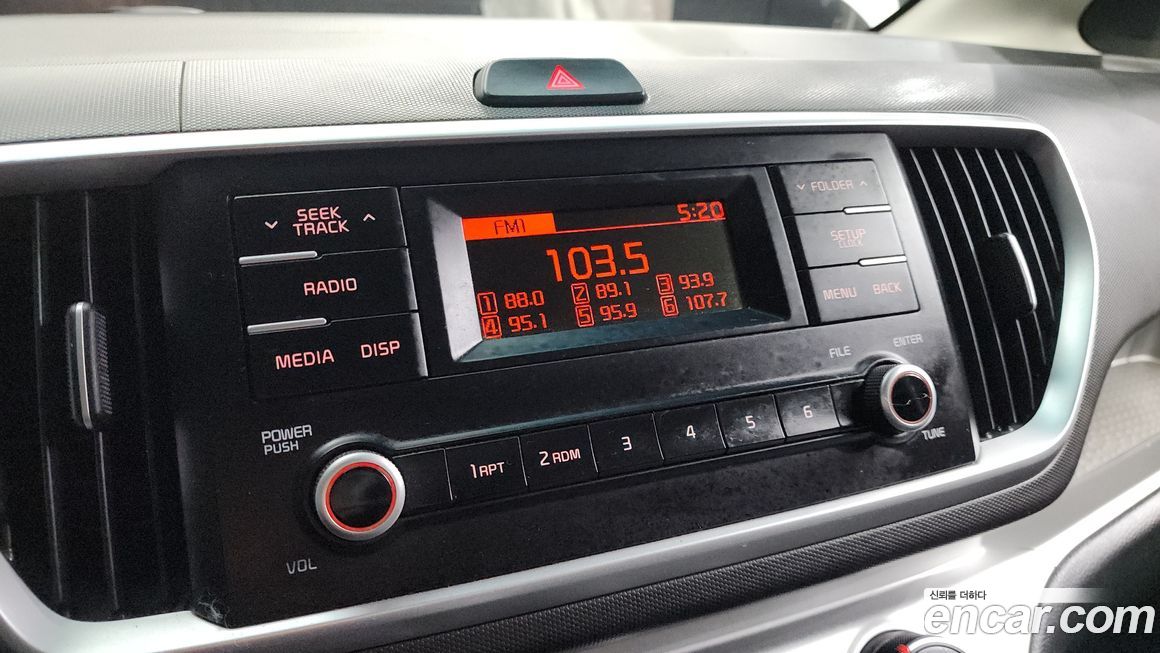 SEEK
TRACK
RADIO
MEDIA DISP
FM1 5:20
103.5
1 88.0 2 89.1 3 93.9
4 95.1 5 95.9 6 107.7
FOLDER
SETUP
CLOCK
MENU BACK
POWER
PUSH
VOL
1 RPT 2 RDM 3 4 5 6
FILE ENTER
TUNE
신뢰를 더하다
encar.com